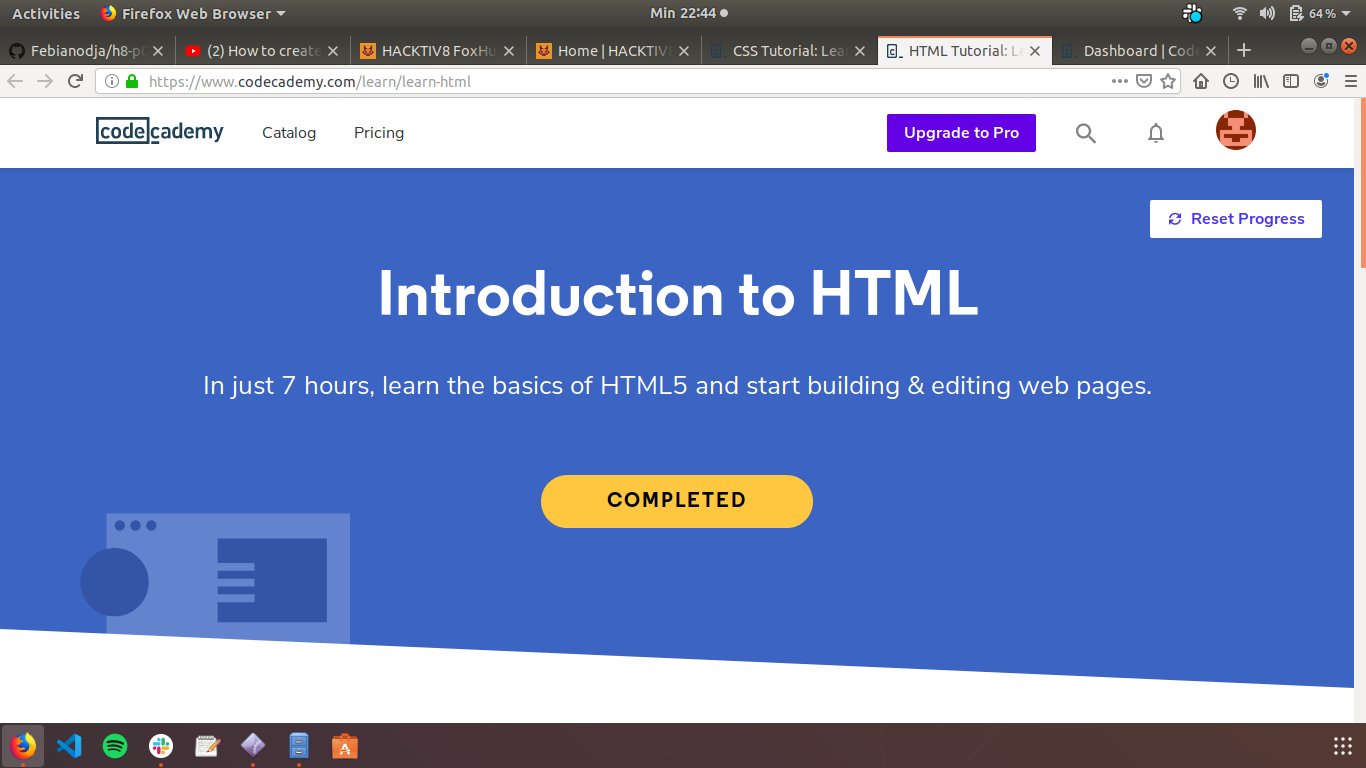 Activities Firefox Web Browser Min 22:44 64 %
Febianodja/h8-p0 (2) How to create HACKTIV8 FoxHu Home | HACKTIV8 CSS Tutorial: Lea HTML Tutorial: Le Dashboard | Code
https://www.codecademy.com/learn/learn-html
codecademy Catalog Pricing Upgrade to Pro
Reset Progress
Introduction to HTML
In just 7 hours, learn the basics of HTML5 and start building & editing web pages.
COMPLETED